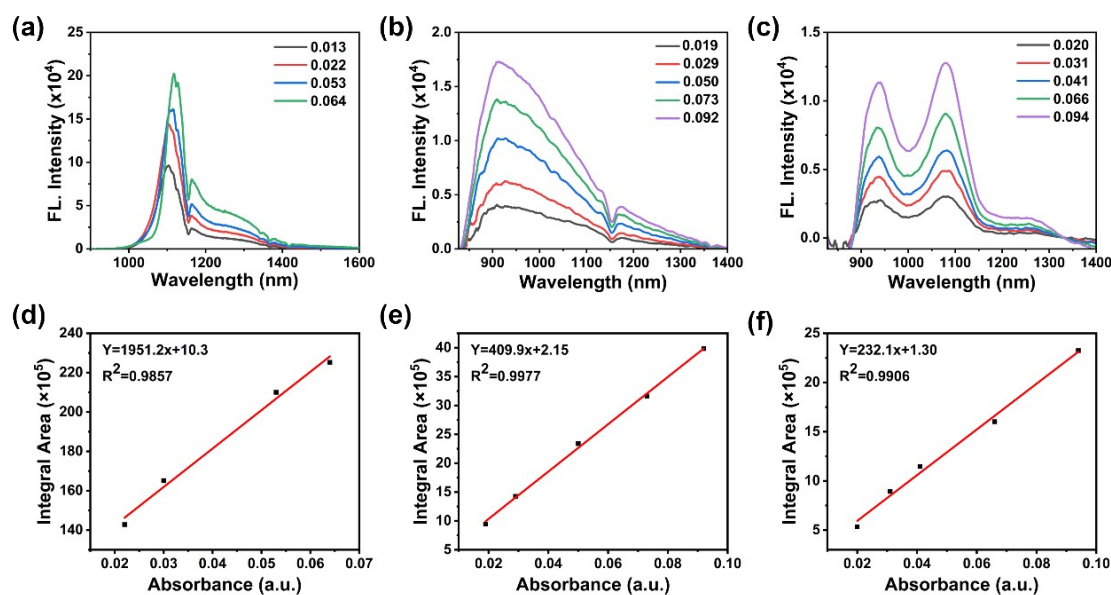 (a)
FL. Intensity (x10⁴)
25
20
15
10
5
0
0.013
0.022
0.053
0.064
1000 1200 1400 1600
Wavelength (nm)
(b)
FL. Intensity (x10⁴)
2.0
1.5
1.0
0.5
0.0
0.019
0.029
0.050
0.073
0.092
900 1000 1100 1200 1300 1400
Wavelength (nm)
(c)
FL. Intensity (x10⁴)
1.5
1.0
0.5
0.0
0.020
0.031
0.041
0.066
0.094
900 1000 1100 1200 1300 1400
Wavelength (nm)
(d)
Integral Area (×10⁵)
240
220
200
180
160
140
Y=1951.2x+10.3
R²=0.9857
0.02 0.03 0.04 0.05 0.06 0.07
Absorbance (a.u.)
(e)
Integral Area (×10⁵)
45
40
35
30
25
20
15
10
5
Y=409.9x+2.15
R²=0.9977
0.02 0.04 0.06 0.08 0.10
Absorbance (a.u.)
(f)
Integral Area (×10⁵)
25
20
15
10
5
Y=232.1x+1.30
R²=0.9906
0.02 0.04 0.06 0.08 0.10
Absorbance (a.u.)